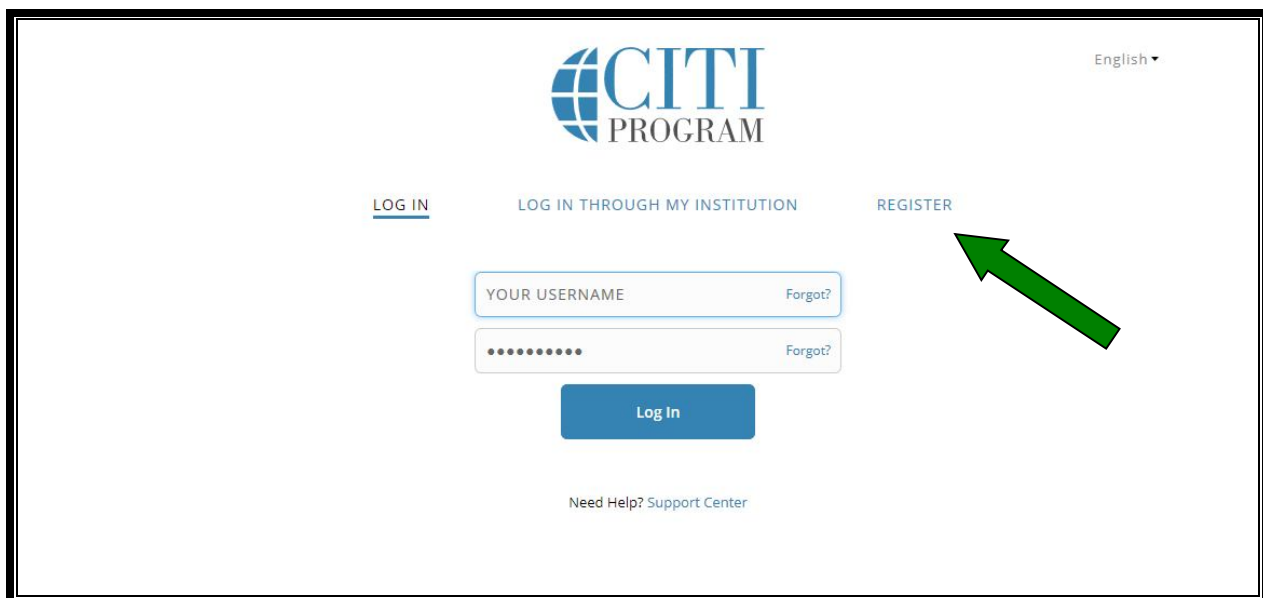 CITI
PROGRAM
English
LOG IN LOG IN THROUGH MY INSTITUTION REGISTER
YOUR USERNAME Forgot?
●●●●●●●●●● Forgot?
Log In
Need Help? Support Center